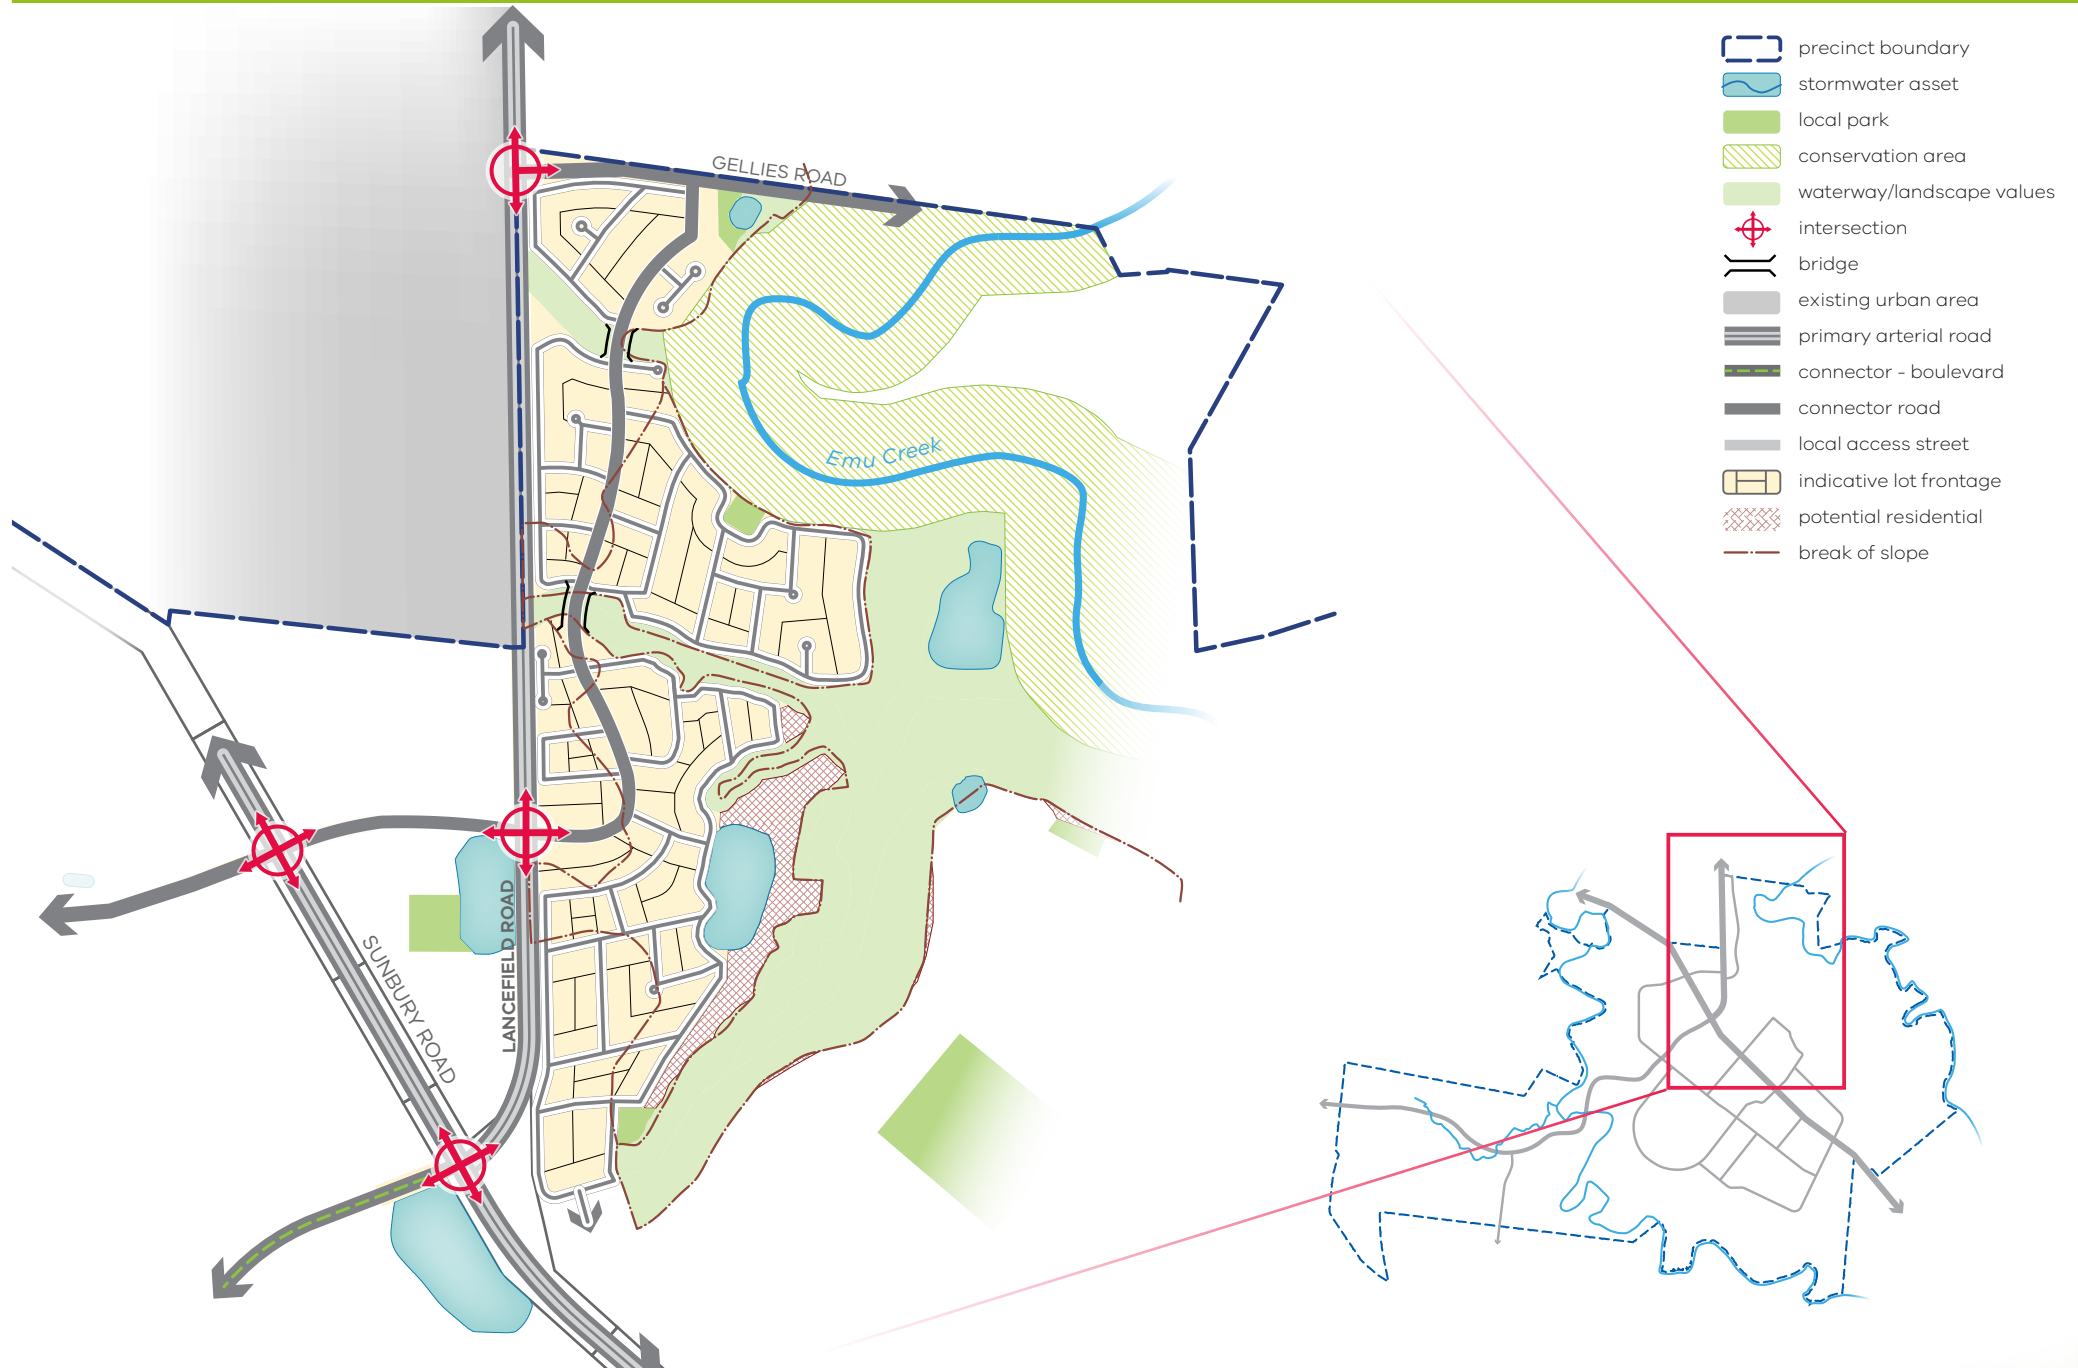 GELLIES ROAD
Emu Creek
LANCEFIELD ROAD
SUNBURY ROAD
precinct boundary
stormwater asset
local park
conservation area
waterway/landscape values
intersection
bridge
existing urban area
primary arterial road
connector - boulevard
connector road
local access street
indicative lot frontage
potential residential
break of slope